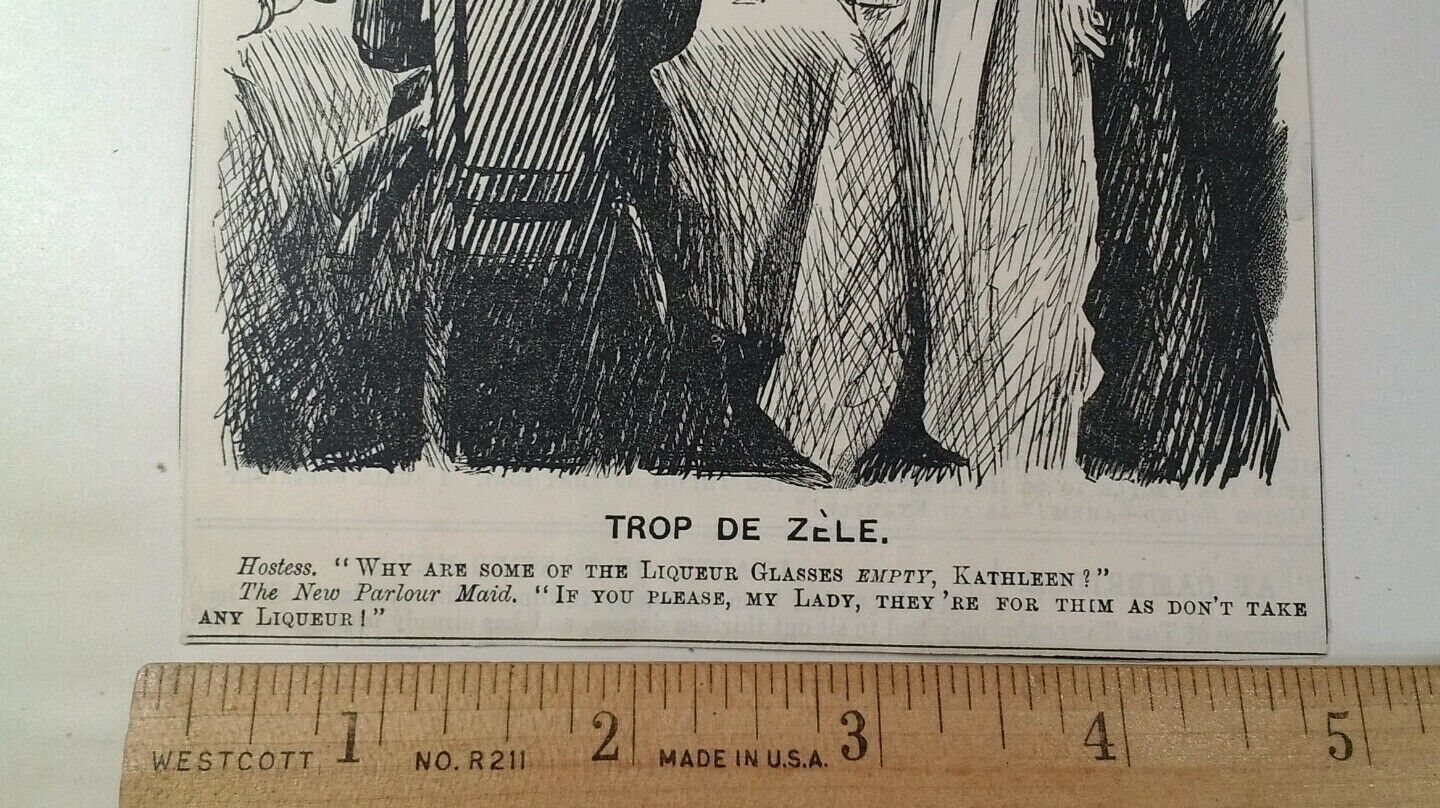 TROP DE ZÈLE.
Hostess. "WHY ARE SOME OF THE LIQUEUR GLASSES EMPTY, KATHLEEN?"
The New Parlour Maid. "IF YOU PLEASE, MY LADY, THEY'RE FOR THIM AS DON'T TAKE
ANY LIQUEUR!"
1 2 3 4 5
WESTCOTT NO. R211 MADE IN U.S.A.